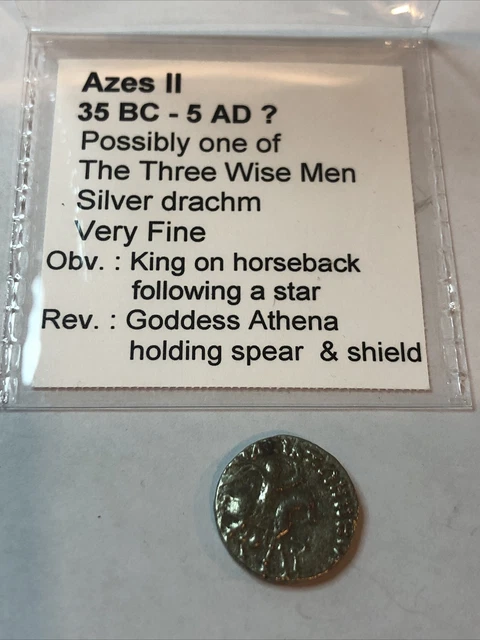 Azes II
35 BC - 5 AD ?
Possibly one of
The Three Wise Men
Silver drachm
Very Fine
Obv. : King on horseback
following a star
Rev. : Goddess Athena
holding spear & shield